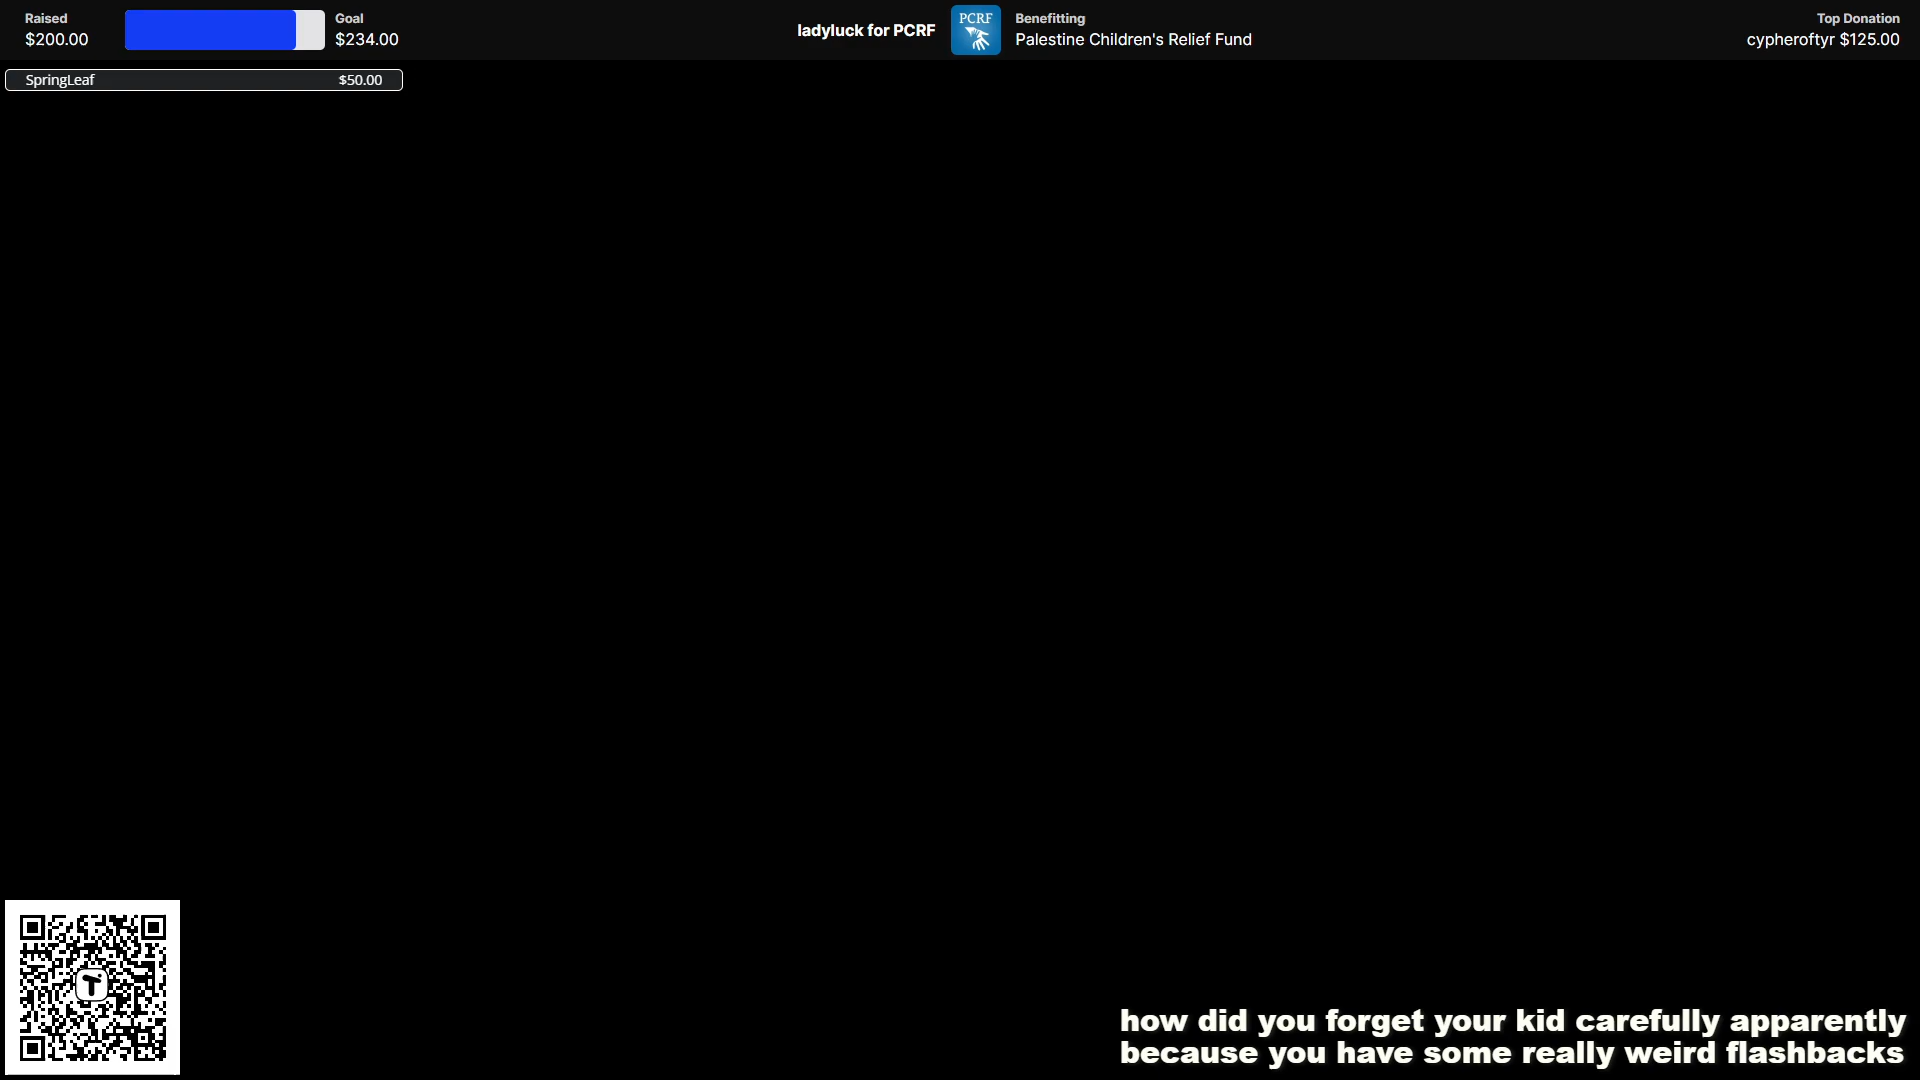 Raised
$200.00
Goal
$234.00
ladyluck for PCRF
PCRF
Benefitting
Palestine Children's Relief Fund
Top Donation
cypheroftyr $125.00
SpringLeaf $50.00
T
how did you forget your kid carefully apparently
because you have some really weird flashbacks